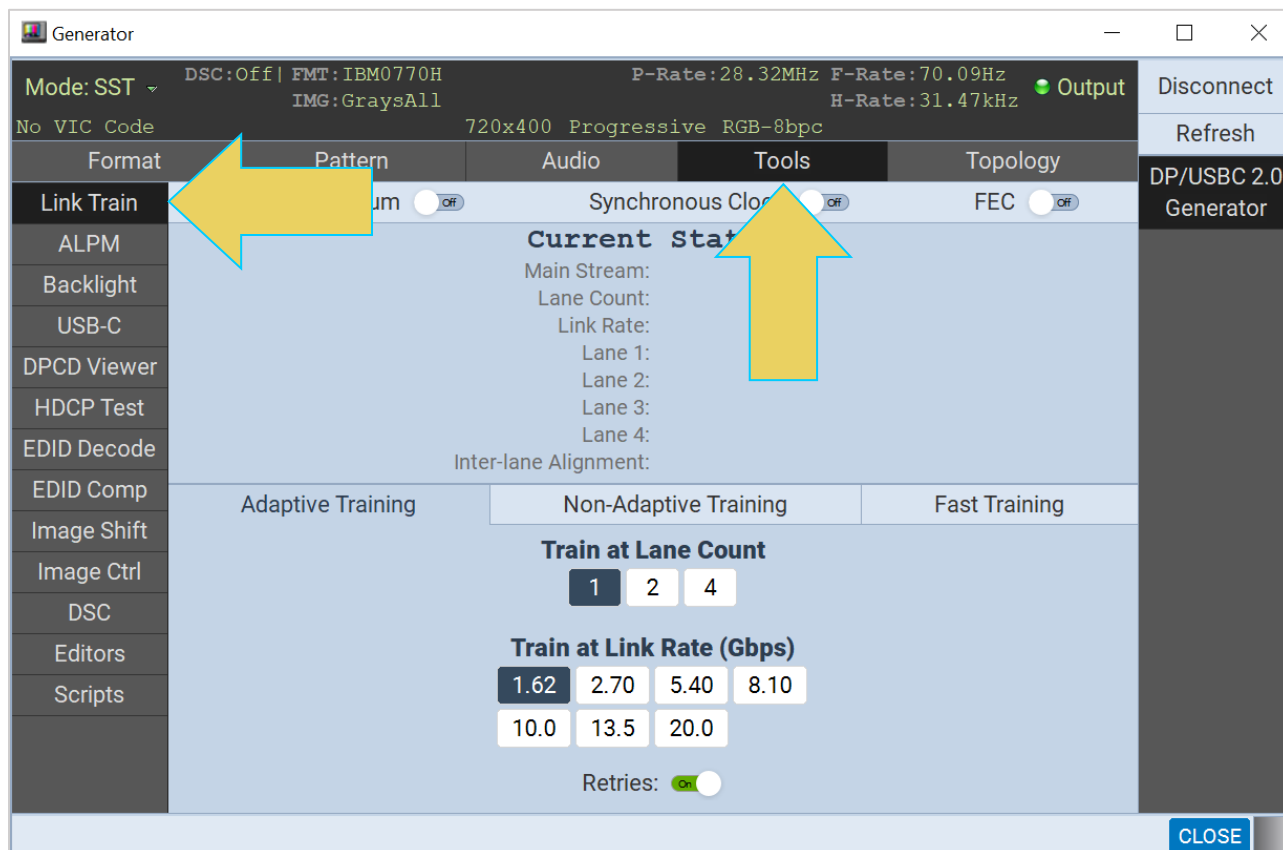 Generator
Mode: SST DSC:Off| FMT:IBM0770H P-Rate:28.32MHz F-Rate:70.09Hz Output Disconnect
IMG:GraysAll H-Rate:31.47kHz
No VIC Code 720x400 Progressive RGB-8bpc Refresh
Format Pattern Audio Tools Topology
DP/USBC 2.0
Generator
Link Train um Off Synchronous Off FEC Off
ALPM
Backlight
USB-C
DPCD Viewer
HDCP Test
EDID Decode
EDID Comp
Image Shift
Image Ctrl
DSC
Editors
Scripts
Current
Main Stream:
Lane Count:
Link Rate:
Lane 1:
Lane 2:
Lane 3:
Lane 4:
Inter-lane Alignment:
Adaptive Training Non-Adaptive Training Fast Training
Train at Lane Count
1 2 4
Train at Link Rate (Gbps)
1.62 2.70 5.40 8.10
10.0 13.5 20.0
Retries: On
CLOSE